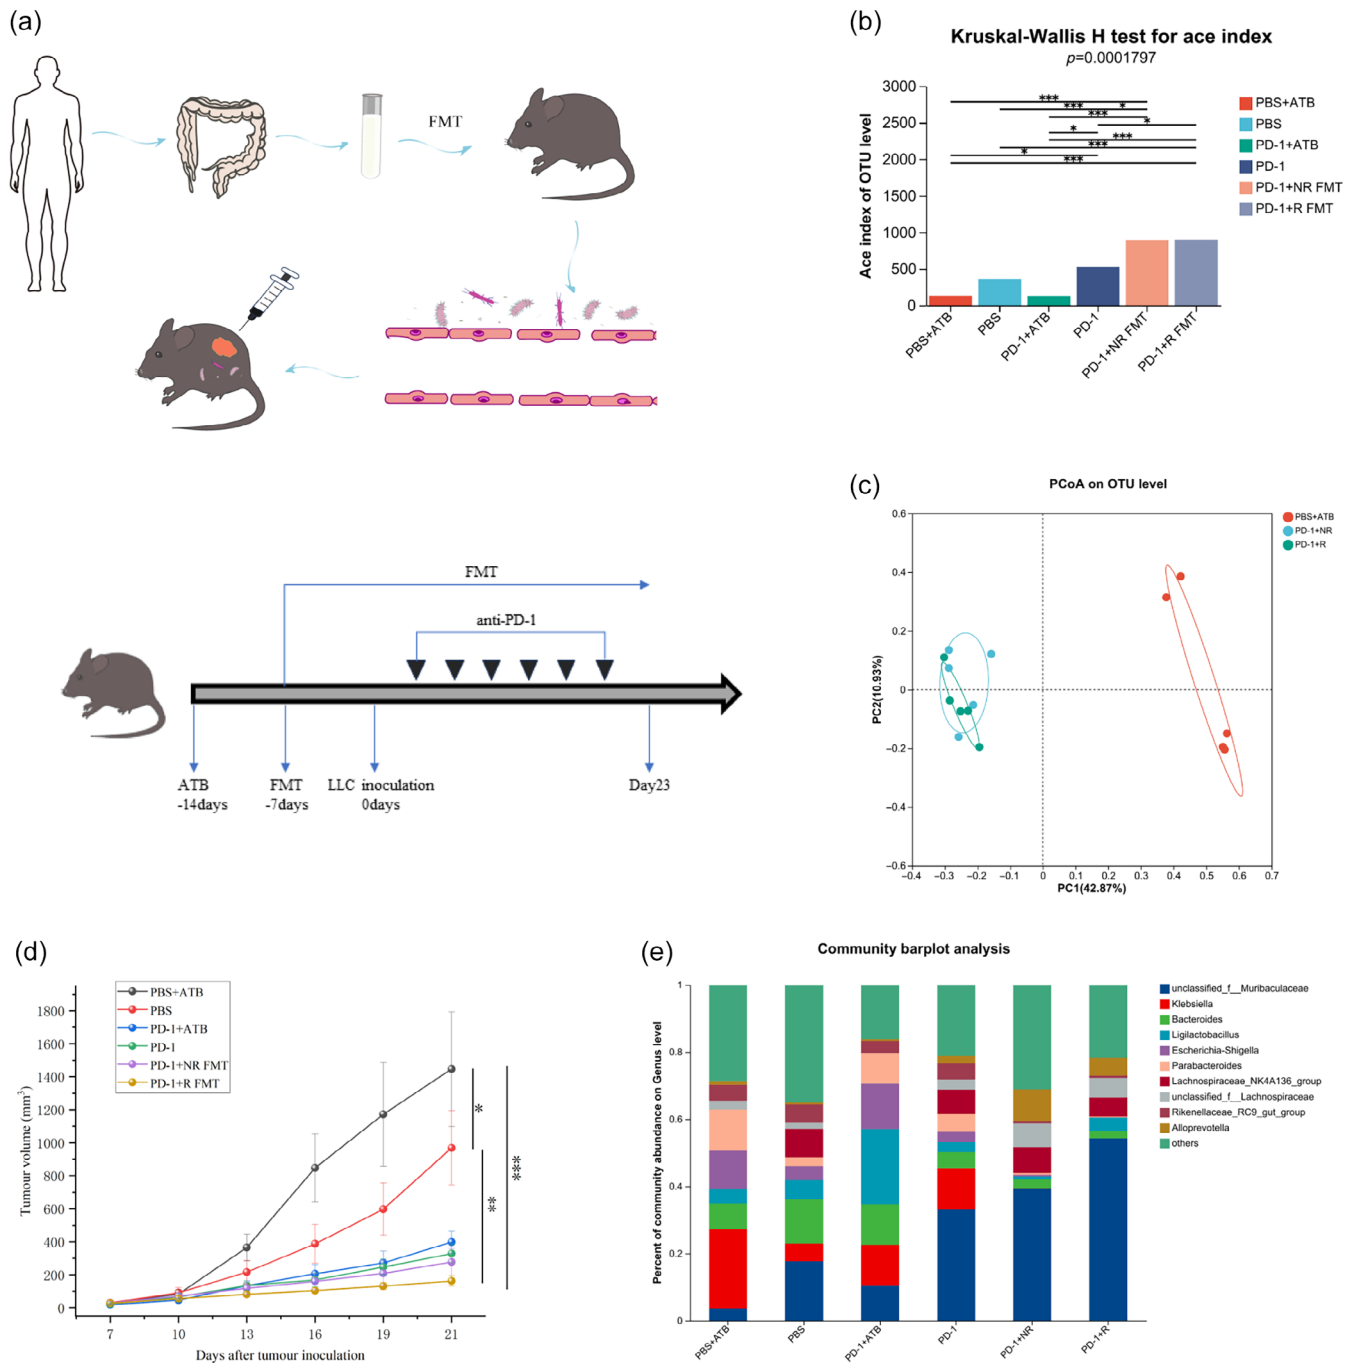 (a)
FMT
FMT
anti-PD-1
ATB
-14days
FMT
-7days
LLC inoculation
0days
Day23
(b)
Kruskal-Wallis H test for ace index
p=0.0001797
Ace index of OTU level
3000
2500
2000
1500
1000
500
0
***
*** *
***
*
*
***
***
*
***
PBS+ATB
PBS
PD-1+ATB
PD-1
PD-1+NR FMT
PD-1+R FMT
PBS+ATB
PBS
PD-1+ATB
PD-1
PD-1+NR FMT
PD-1+R FMT
(c)
PCoA on OTU level
PC2(10.93%)
0.6
0.4
0.2
0
−0.2
−0.4
−0.6
−0.4 −0.3 −0.2 −0.1 0 0.1 0.2 0.3 0.4 0.5 0.6 0.7
PC1(42.87%)
PBS+ATB
PD-1+NR
PD-1+R
(d)
PBS+ATB
PBS
PD-1+ATB
PD-1
PD-1+NR FMT
PD-1+R FMT
Tumour volume (mm³)
1800
1600
1400
1200
1000
800
600
400
200
0
*
**
***
7 10 13 16 19 21
Days after tumour inoculation
(e)
Community barplot analysis
Percent of community abundance on Genus level
1
0.8
0.6
0.4
0.2
0
PBS+ATB
PBS
PD-1+ATB
PD-1
PD-1+NR
PD-1+R
unclassified_f__Muribaculaceae
Klebsiella
Bacteroides
Ligilactobacillus
Escherichia-Shigella
Parabacteroides
Lachnospiraceae_NK4A136_group
unclassified_f__Lachnospiraceae
Rikenellaceae_RC9_gut_group
Alloprevotella
others